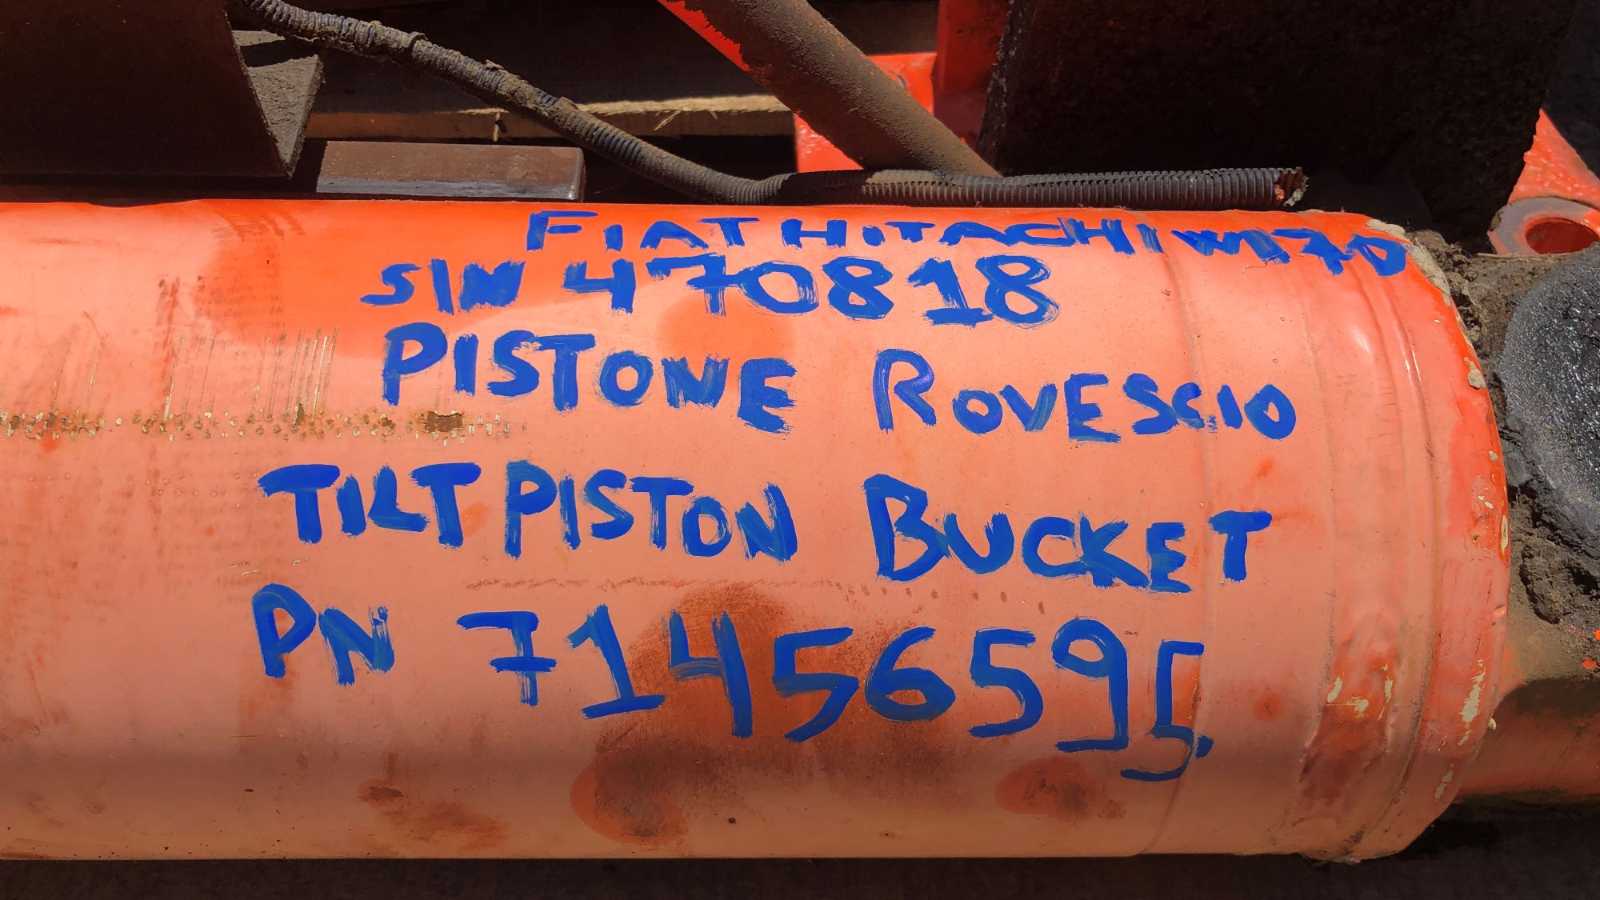 FIAT HITACHI W170
S/N 470818
PISTONE ROVESCIO
TILT PISTON BUCKET
PN 71456595